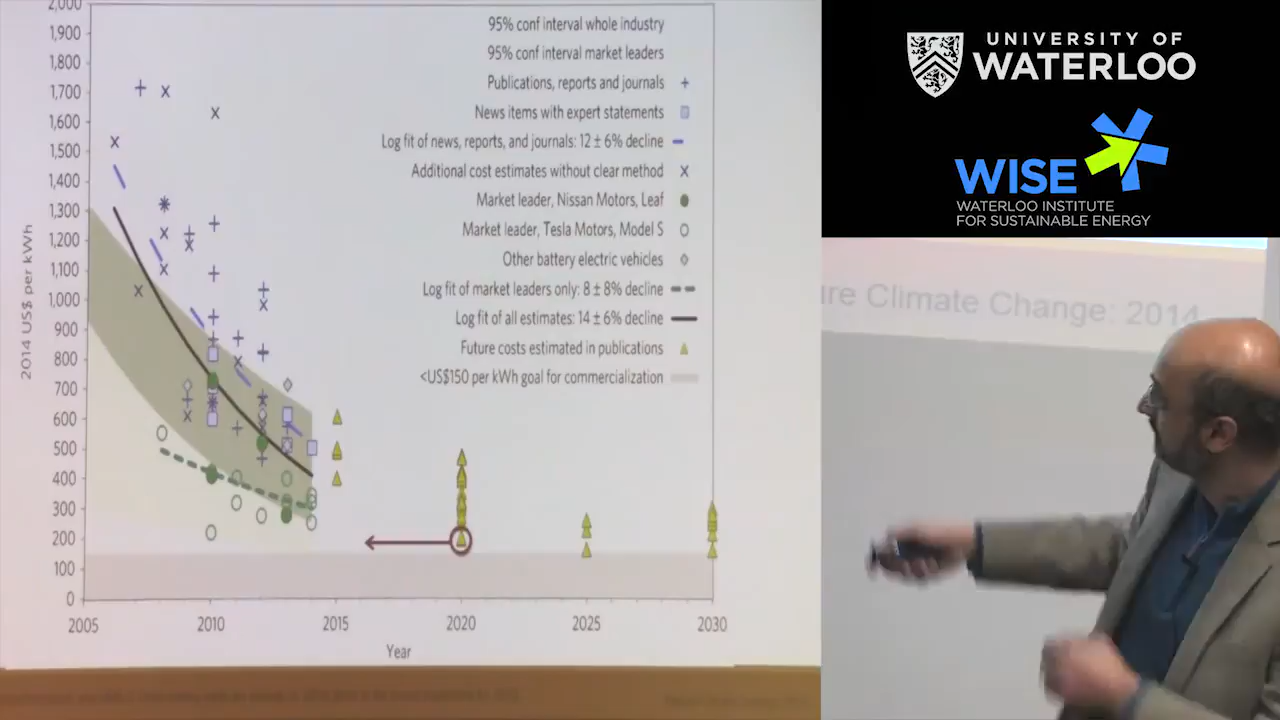 2,000
1,900
1,800
1,700
1,600
1,500
1,400
1,300
1,200
1,100
1,000
900
800
700
600
500
400
300
200
100
0
2014 US$ per kWh
2005
2010
2015
2020
2025
2030
Year
95% conf interval whole industry
95% conf interval market leaders
Publications, reports and journals
News items with expert statements
Log fit of news, reports, and journals: 12 ± 6% decline
Additional cost estimates without clear method
Market leader, Nissan Motors, Leaf
Market leader, Tesla Motors, Model S
Other battery electric vehicles
Log fit of market leaders only: 8 ± 8% decline
Log fit of all estimates: 14 ± 6% decline
Future costs estimated in publications
<US$150 per kWh goal for commercialization
UNIVERSITY OF
WATERLOO
WISE
WATERLOO INSTITUTE
FOR SUSTAINABLE ENERGY
Climate Change: 2014